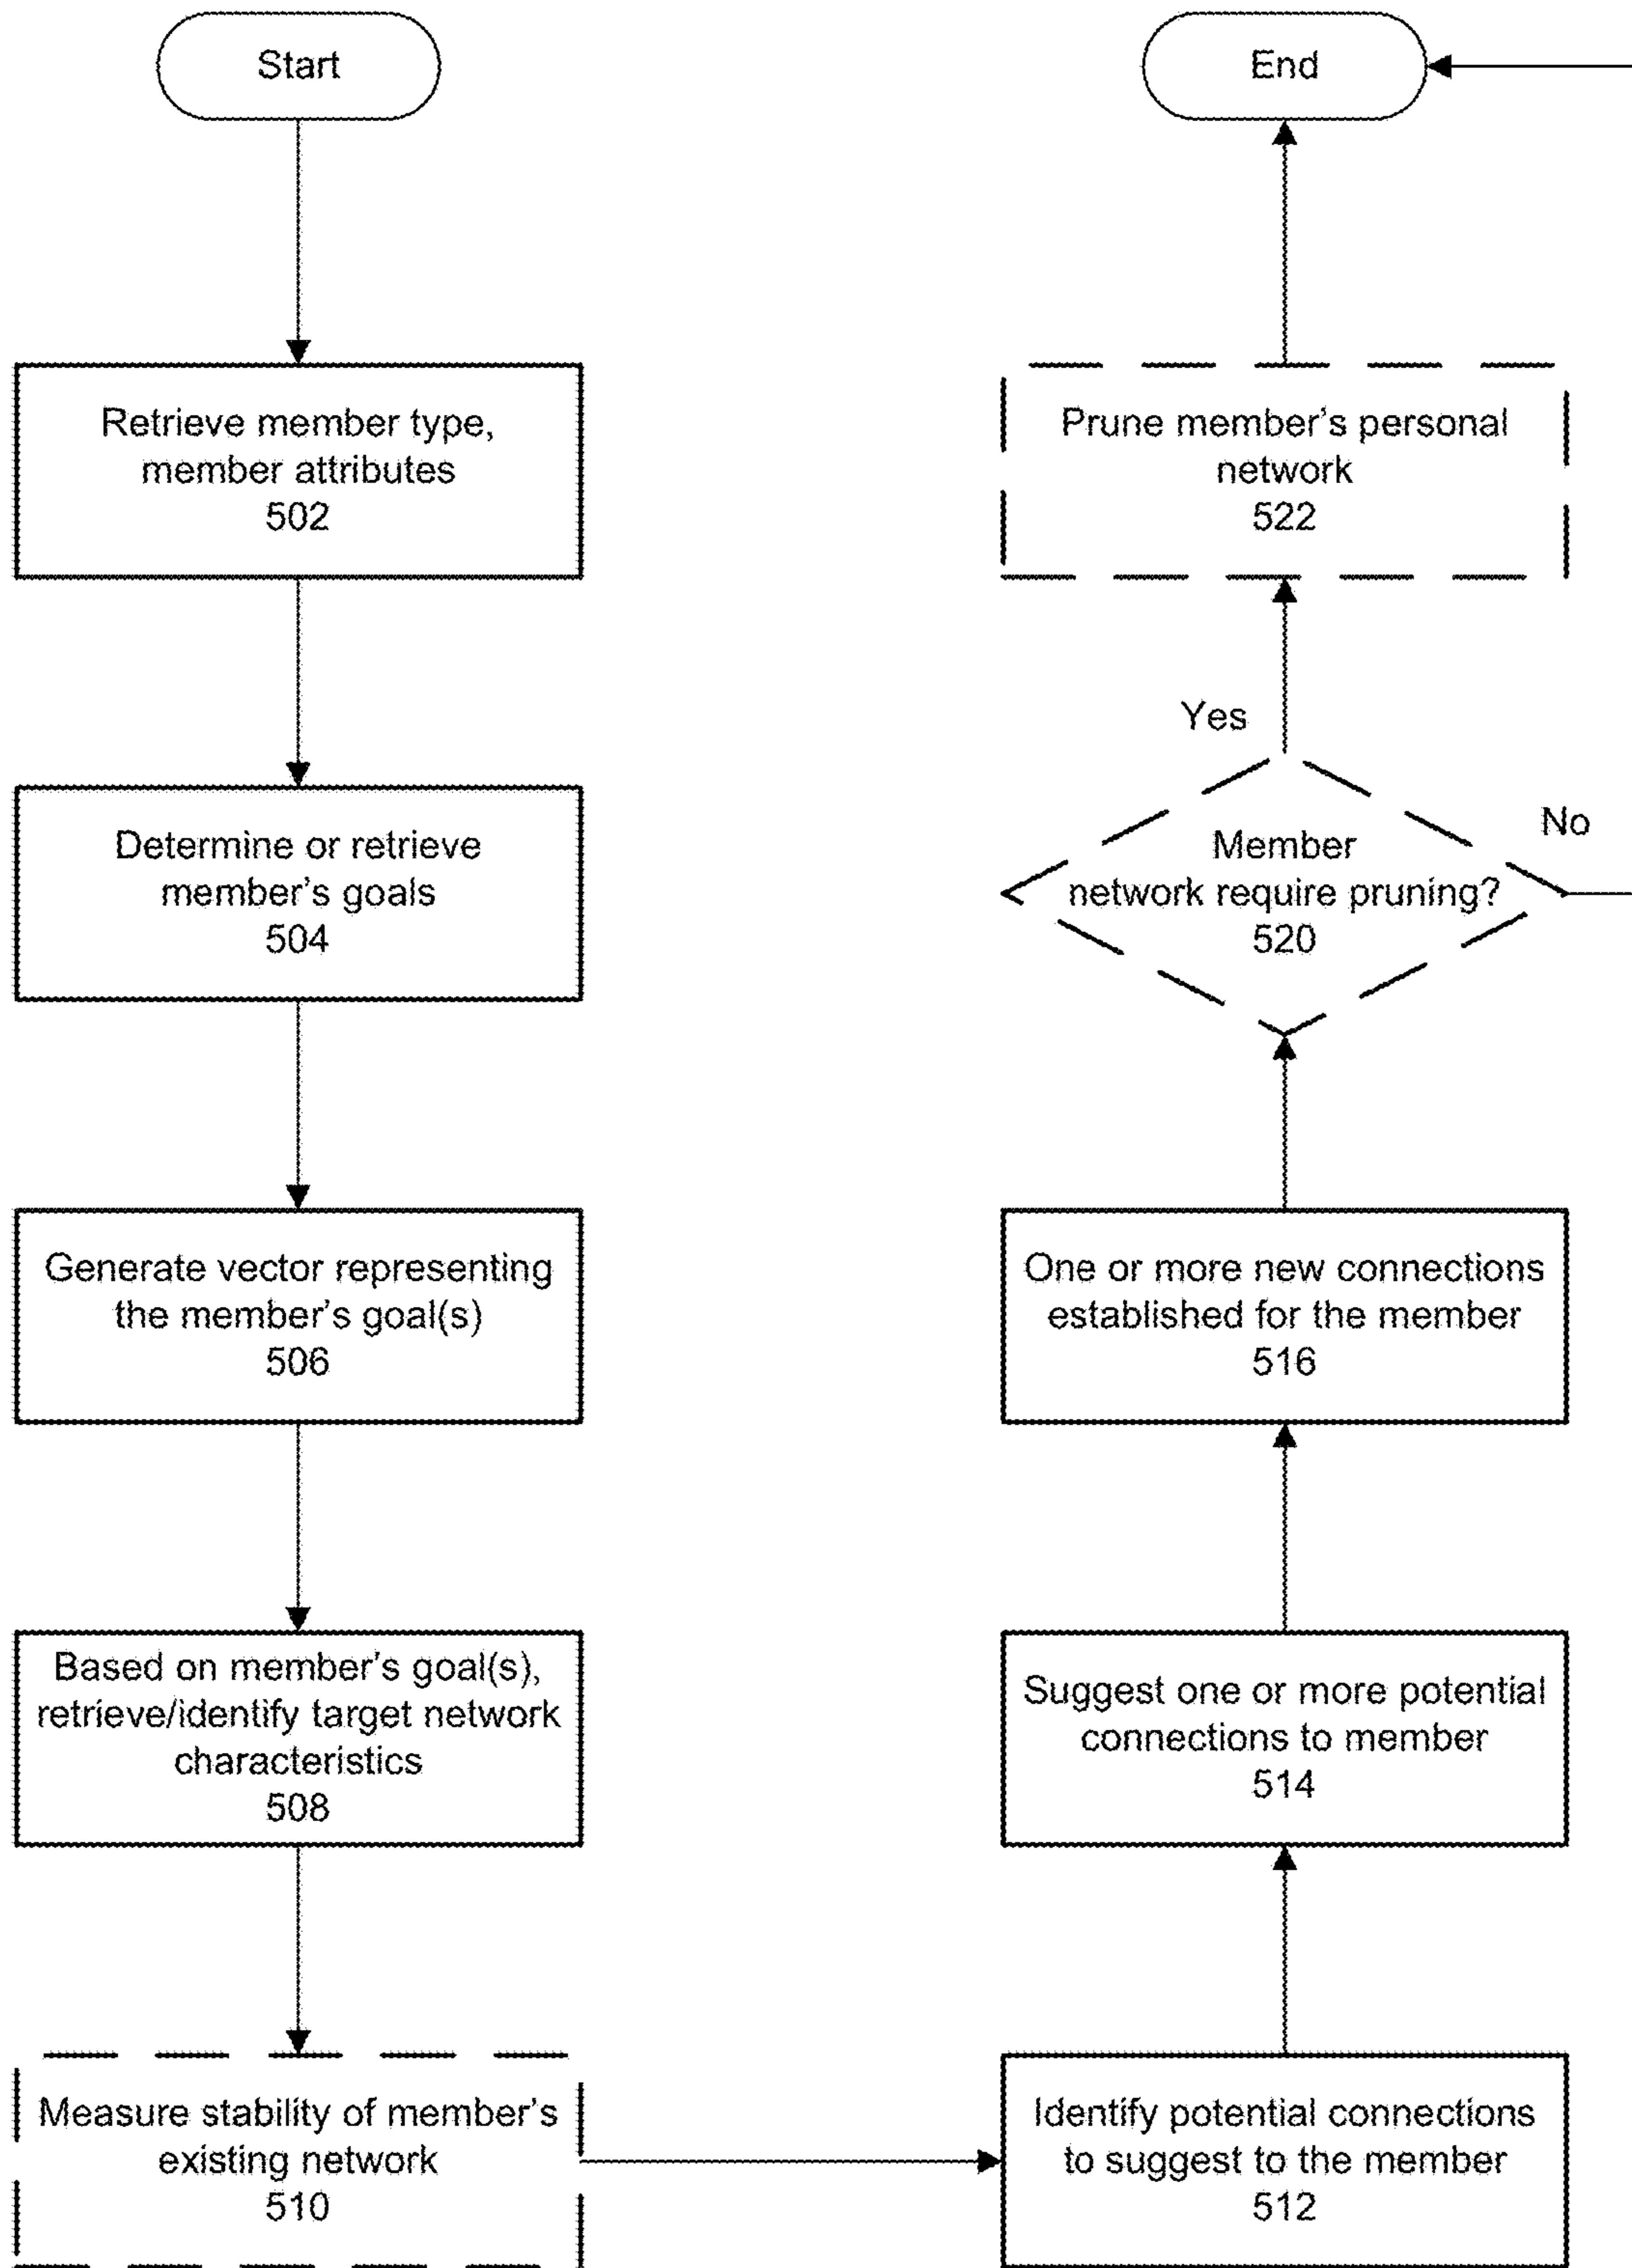 Start
Retrieve member type,
member attributes
502
Determine or retrieve
member's goals
504
Generate vector representing
the member's goal(s)
506
Based on member's goal(s),
retrieve/identify target network
characteristics
508
Measure stability of member's
existing network
510
Identify potential connections
to suggest to the member
512
Suggest one or more potential
connections to member
514
One or more new connections
established for the member
516
Member
network require pruning?
520
Yes
No
Prune member's personal
network
522
End